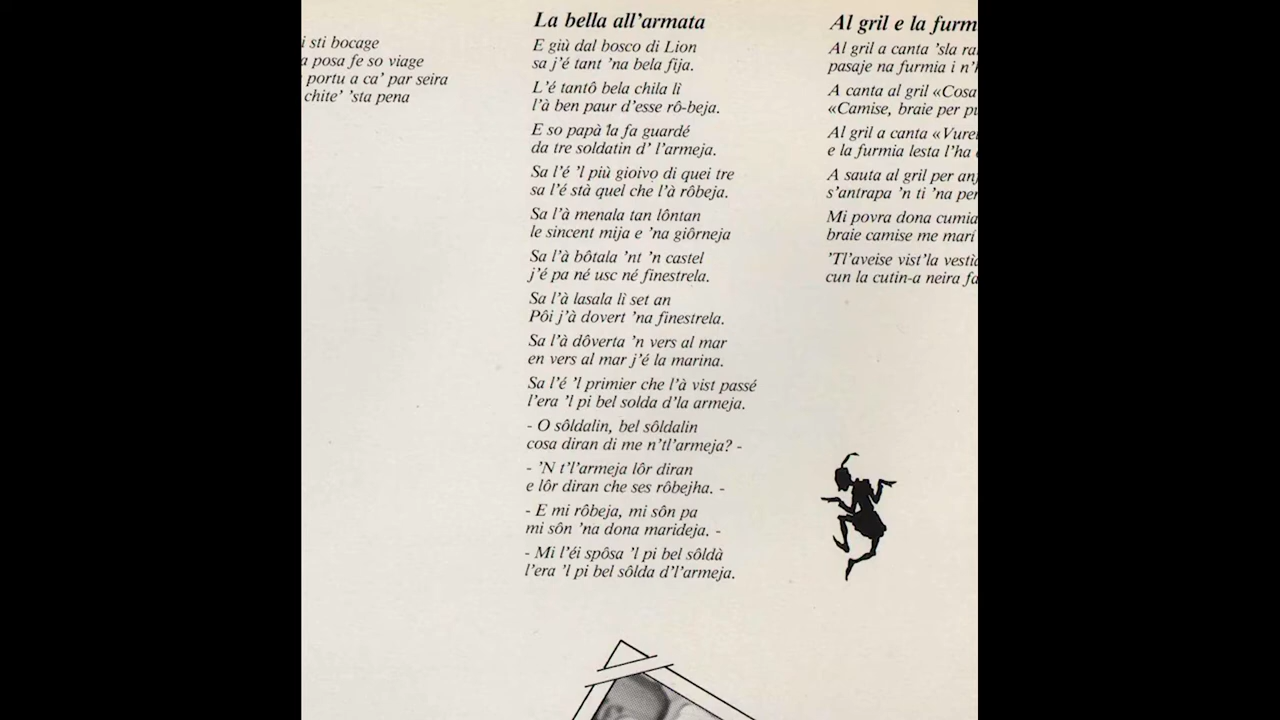 i sti bocage
a posa fe so viage
portu a ca' par seira
chite' 'sta pena
La bella all'armata
E giù dal bosco di Lion
sa j'é tant 'na bela fija.
L'é tantô bela chila lì
l'à ben paur d'esse rô-beja.
E so papà 'la fa guardé
da tre soldatin d' l'armeja.
Sa l'é 'l più gioivo di quei tre
sa l'é stà quel che l'à rôbeja.
Sa l'à menala tan lôntan
le sincent mija e 'na giôrneja
Sa l'à bôtala 'nt 'n castel
j'é pa né usc né finestrela.
Sa l'à lasala lì set an
Pôi j'à dovert 'na finestrela.
Sa l'à dôverta 'n vers al mar
en vers al mar j'é la marina.
Sa l'é 'l primier che l'à vist passé
l'era 'l pi bel solda d'la armeja.
- O sôldalin, bel sôldalin
cosa diran di me n'tl'armeja? -
- 'N t'l'armeja lôr diran
e lôr diran che ses rôbejha. -
- E mi rôbeja, mi sôn pa
mi sôn 'na dona marideja. -
- Mi l'éi spôsa 'l pi bel sôldà
l'era 'l pi bel sôlda d'l'armeja.
Al gril e la furm
Al gril a canta 'sla ra
pasaje na furmia i n'
A canta al gril «Cosa
«Camise, braie per
Al gril a canta «Vure
e la furmia lesta l'ha
A sauta al gril per
s'antrapa 'n ti 'na
Mi povra dona cumia
braie camise me marí
'Tl'aveise vist'la vestì
cun la cutin-a neira fa